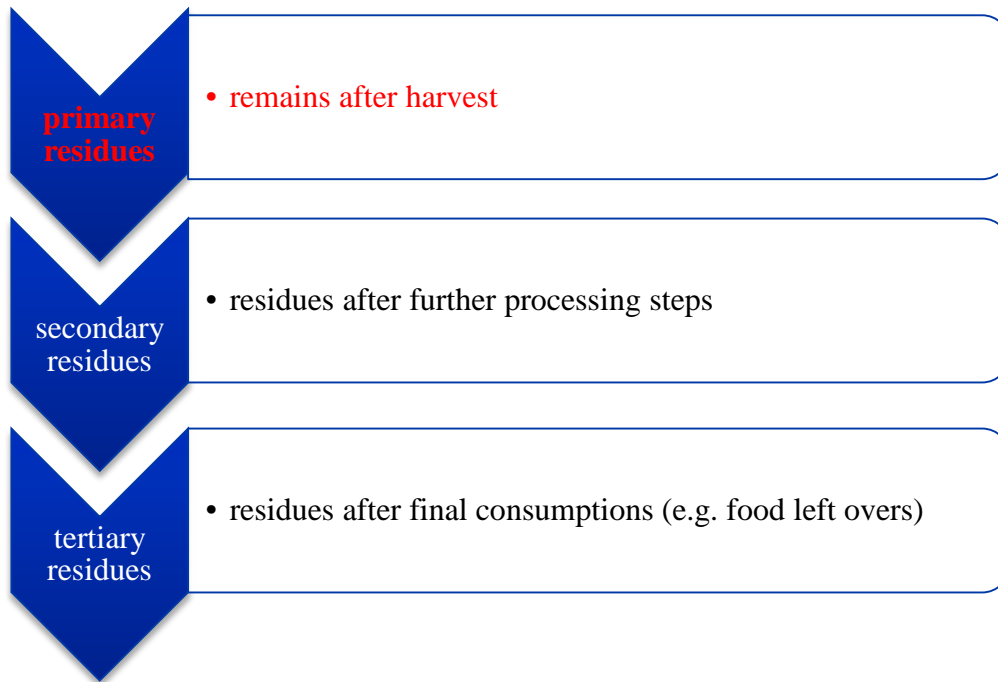 primary
residues
• remains after harvest
secondary
residues
• residues after further processing steps
tertiary
residues
• residues after final consumptions (e.g. food left overs)